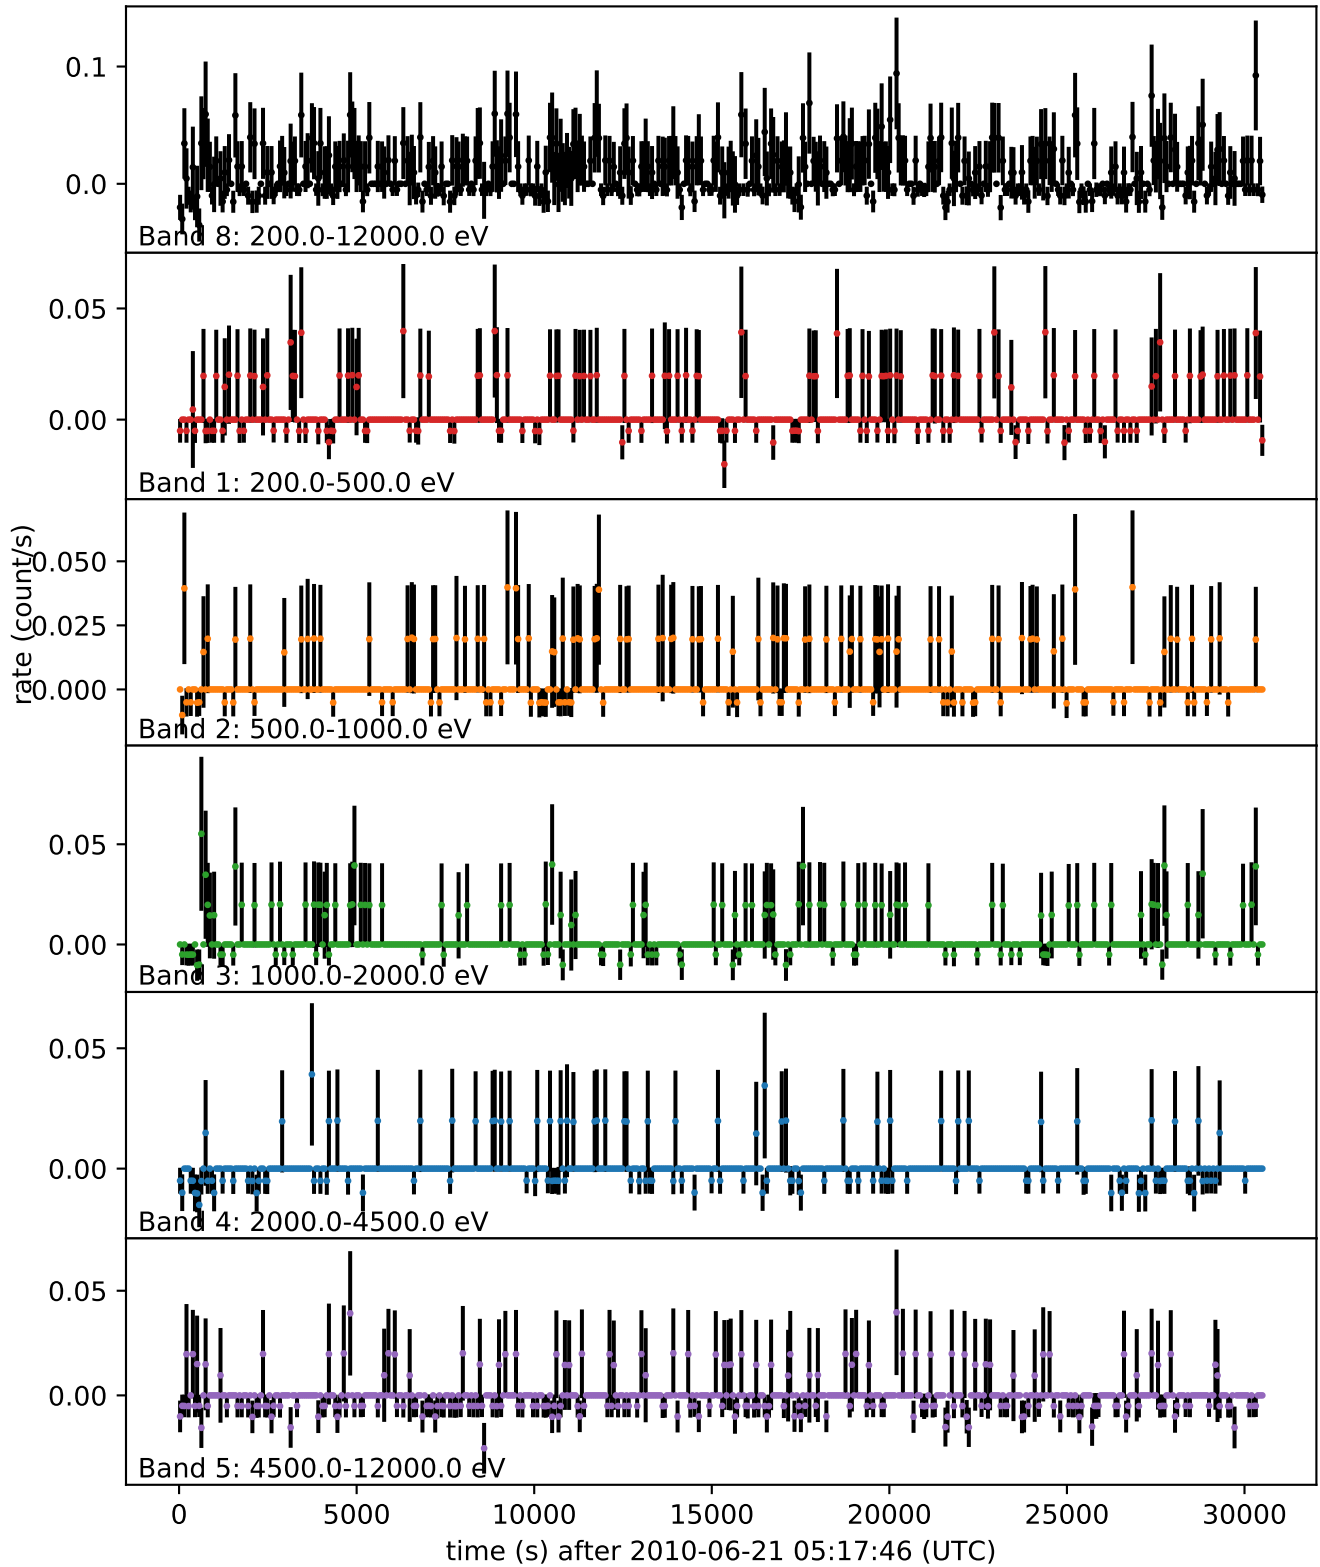 0.1
0.0
Band 8: 200.0-12000.0 eV
0.05
0.00
Band 1: 200.0-500.0 eV
rate (count/s)
0.050
0.025
0.000
Band 2: 500.0-1000.0 eV
0.05
0.00
Band 3: 1000.0-2000.0 eV
0.05
0.00
Band 4: 2000.0-4500.0 eV
0.05
0.00
Band 5: 4500.0-12000.0 eV
0 5000 10000 15000 20000 25000 30000
time (s) after 2010-06-21 05:17:46 (UTC)